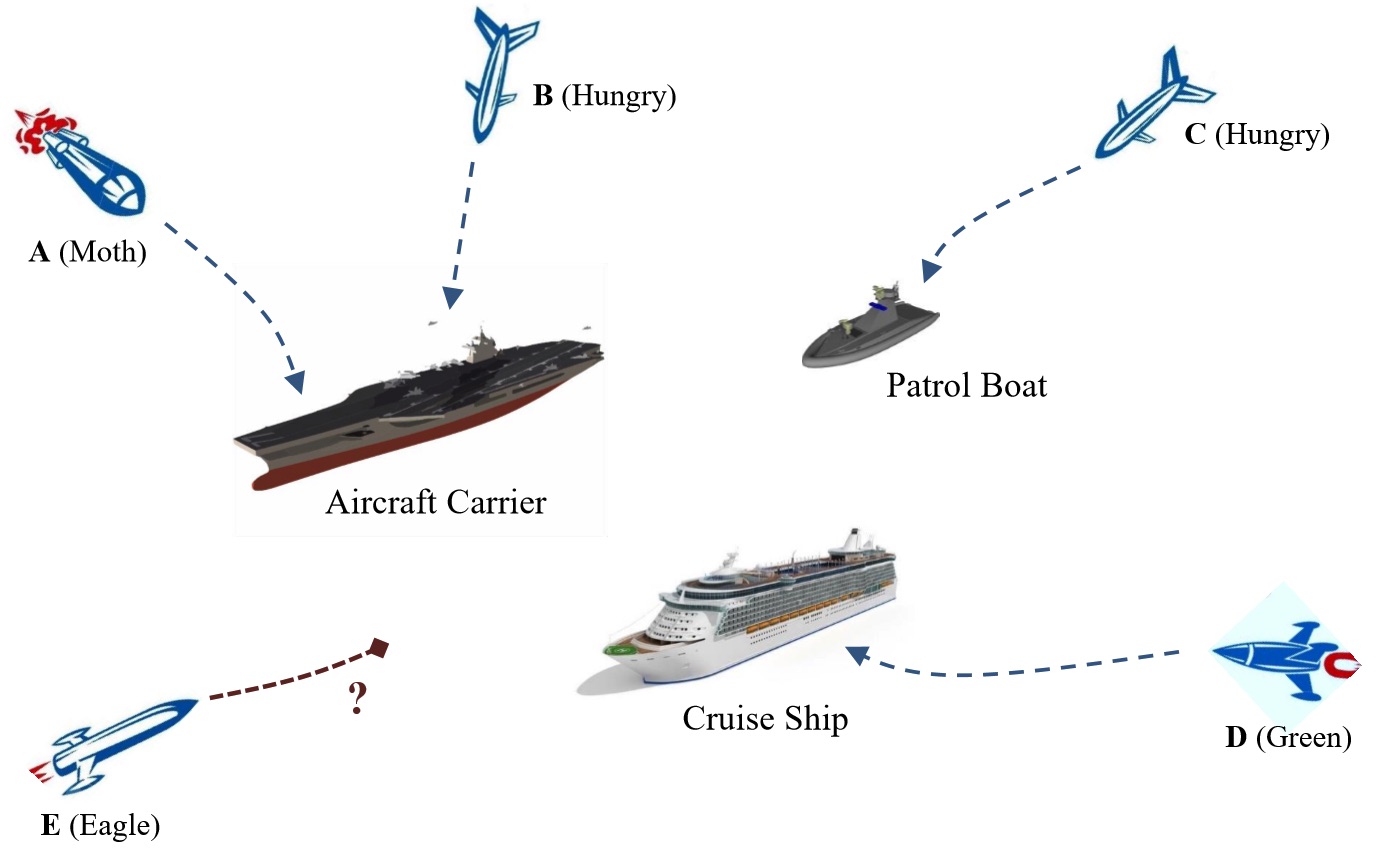 B (Hungry)
C (Hungry)
A (Moth)
Patrol Boat
Aircraft Carrier
?
Cruise Ship
D (Green)
E (Eagle)